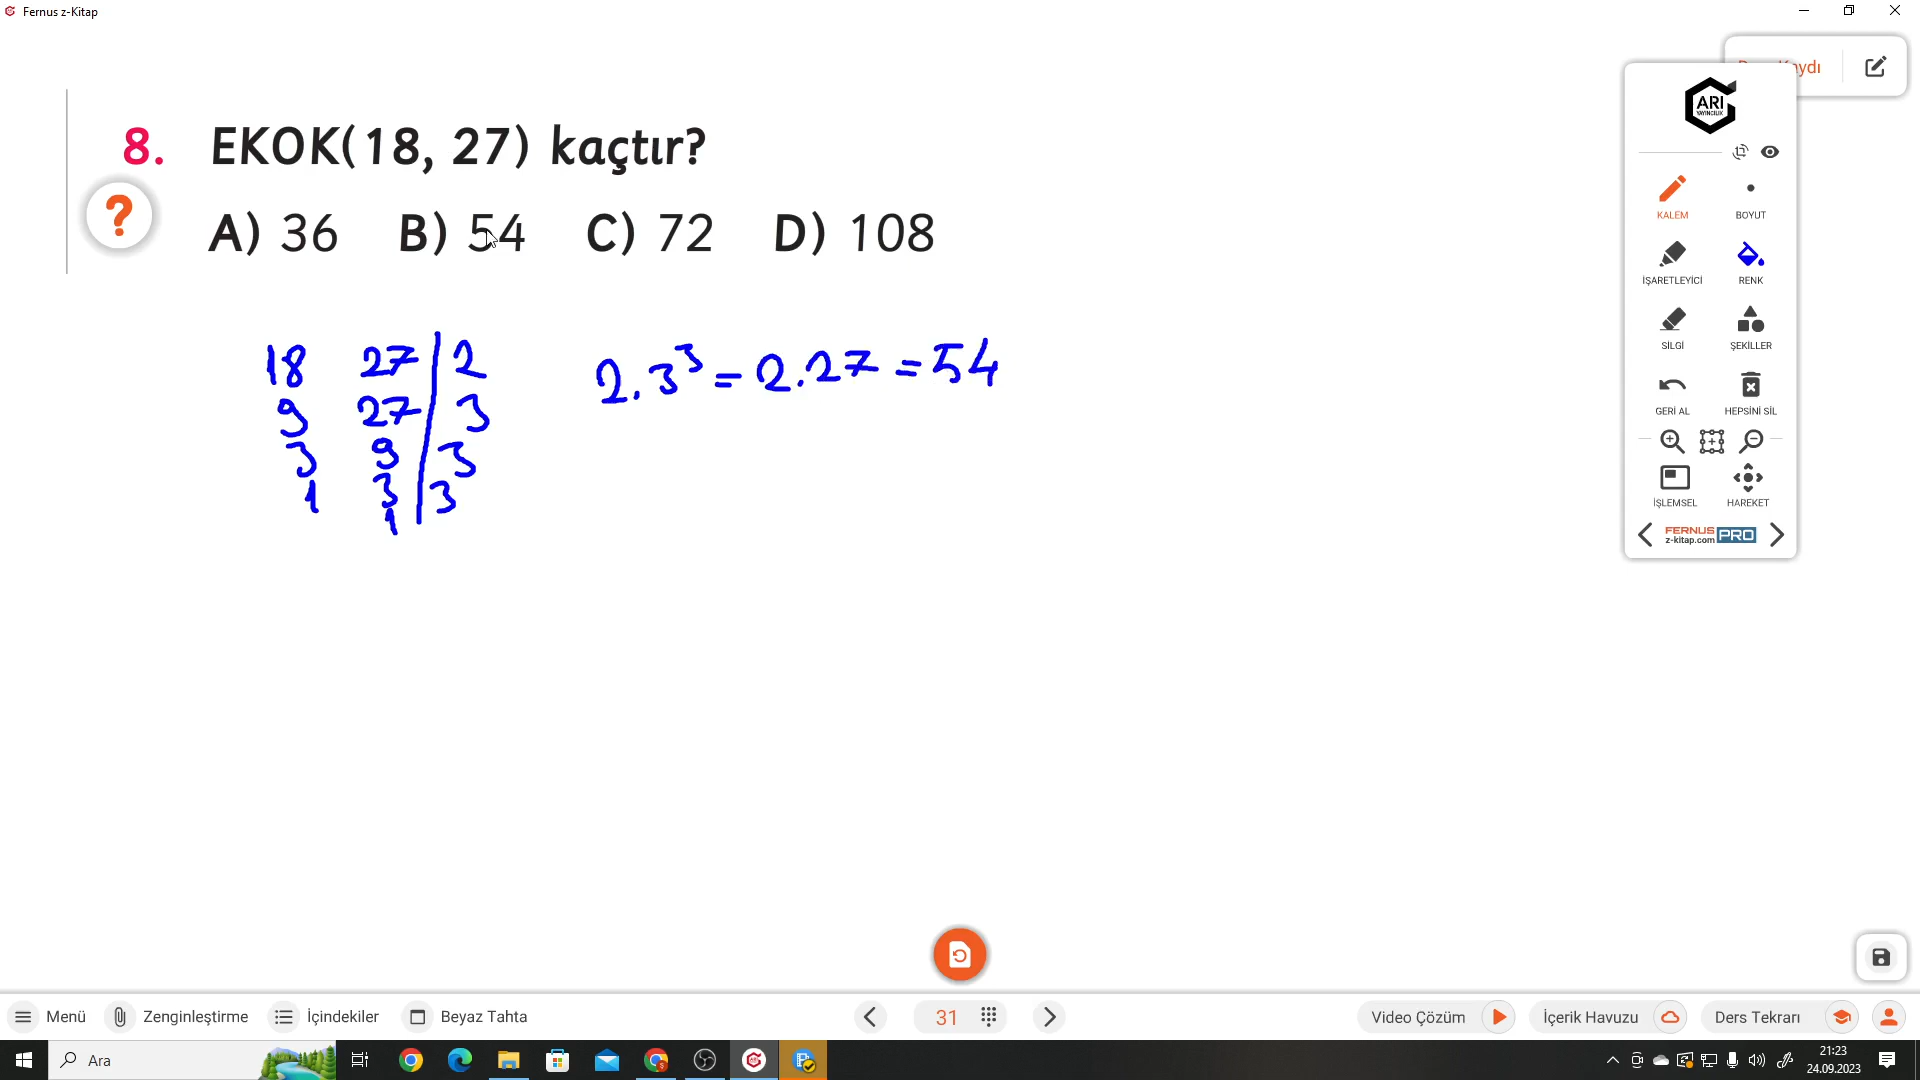 Fernus z-Kitap
8. EKOK(18, 27) kaçtır?
A) 36 B) 54 C) 72 D) 108
18 27 2
9 27 3
3 9 3
1 3 3
1
2.3³ = 2.27 = 54
ARI
YAYINCILIK
KALEM BOYUT
İŞARETLEYİCİ RENK
SİLGİ ŞEKİLLER
GERİ AL HEPSİNİ SİL
İŞLEMSEL HAREKET
FERNUS
z-kitap.com PRO
Menü Zenginleştirme İçindekiler Beyaz Tahta 31 Video Çözüm İçerik Havuzu Ders Tekrarı
Ara
21:23
24.09.2023